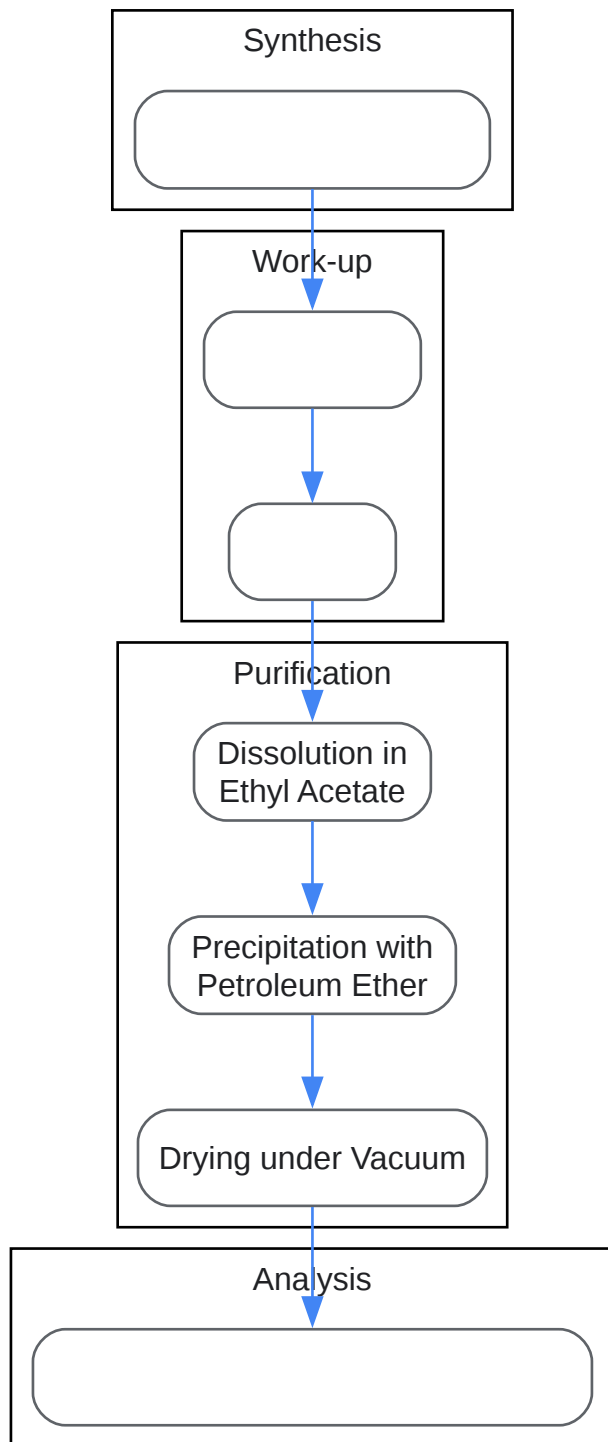 Synthesis
Work-up
Purification
Dissolution in
Ethyl Acetate
Precipitation with
Petroleum Ether
Drying under Vacuum
Analysis